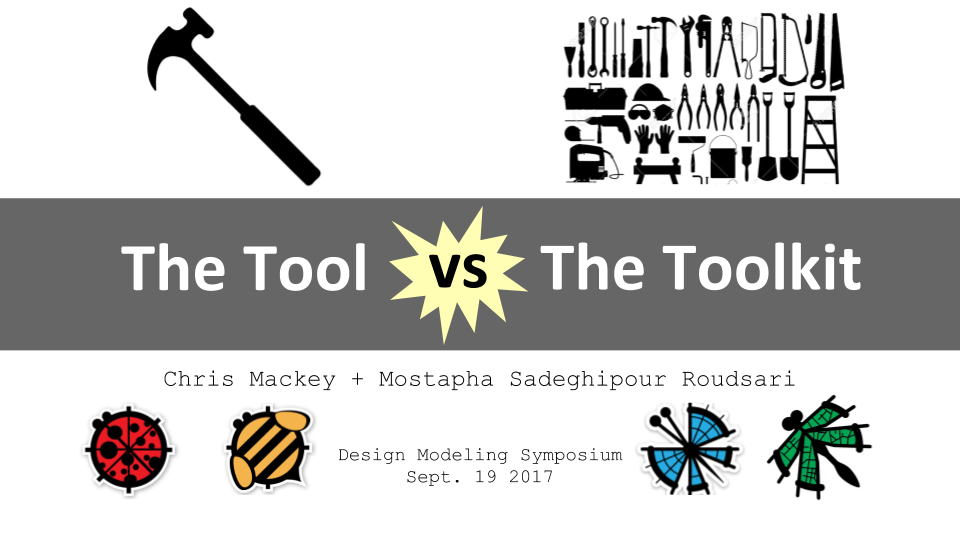 The Tool vs The Toolkit
Chris Mackey + Mostapha Sadeghipour Roudsari
Design Modeling Symposium
Sept. 19 2017